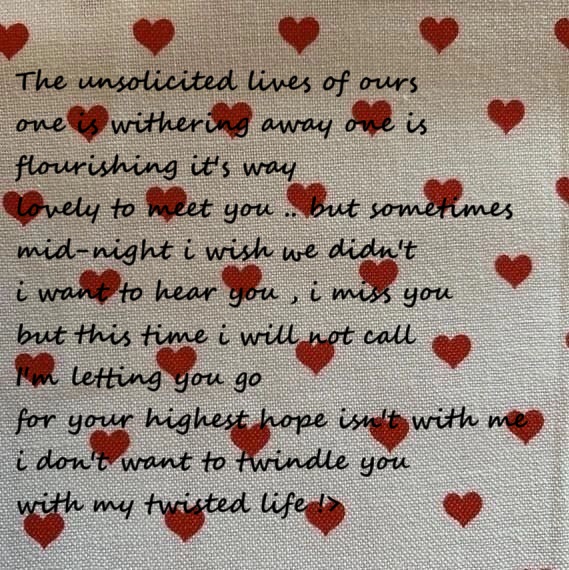 The unsolicited lives of ours
one is withering away one is
flourishing it's way
lovely to meet you .. but sometimes
mid-night i wish we didn't
i want to hear you , i miss you
but this time i will not call
I'm letting you go
for your highest hope isn't with me
i don't want to twindle you
with my twisted life !>